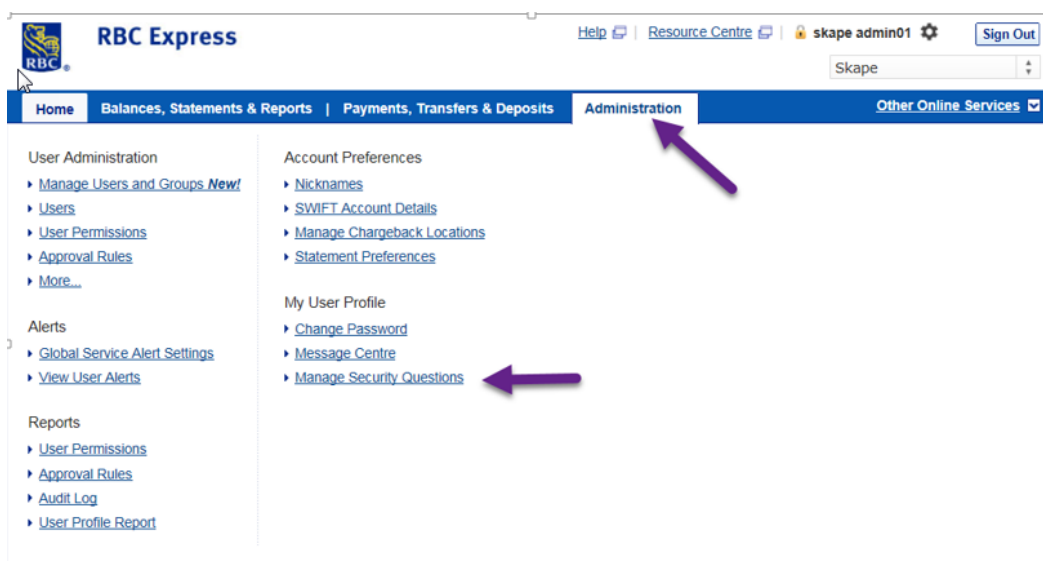 RBC Express
Help | Resource Centre | skape admin01 Sign Out
RBC ®
Skape
Home Balances, Statements & Reports | Payments, Transfers & Deposits Administration Other Online Services
User Administration
Manage Users and Groups New!
Users
User Permissions
Approval Rules
More...
Alerts
Global Service Alert Settings
View User Alerts
Reports
User Permissions
Approval Rules
Audit Log
User Profile Report
Account Preferences
Nicknames
SWIFT Account Details
Manage Chargeback Locations
Statement Preferences
My User Profile
Change Password
Message Centre
Manage Security Questions